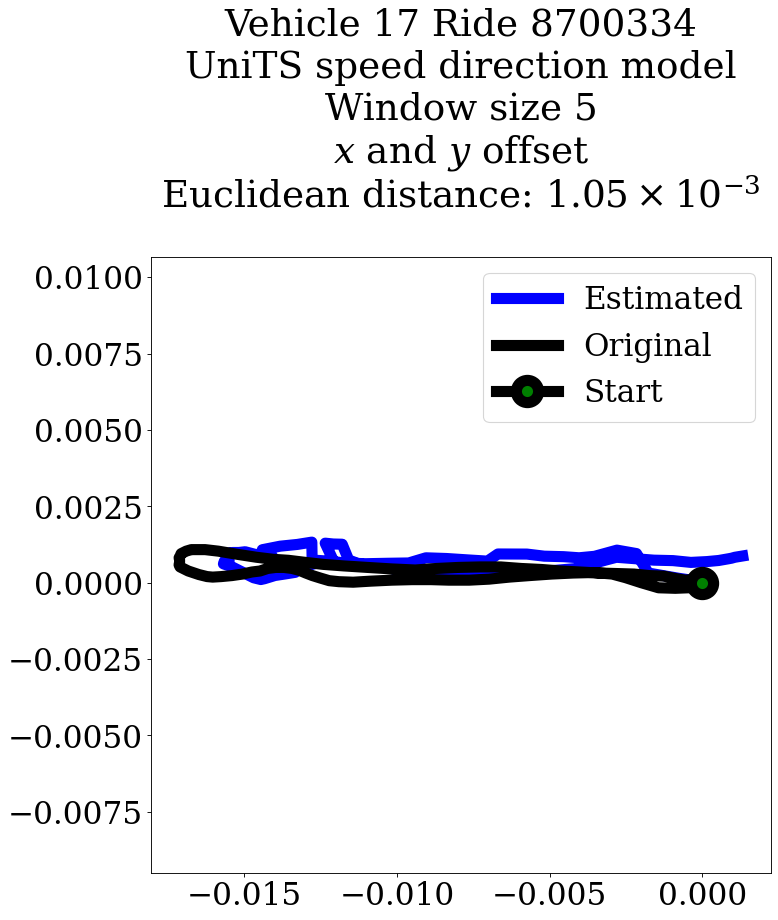 Vehicle 17 Ride 8700334
UniTS speed direction model
Window size 5
x and y offset
Euclidean distance: 1.05 × 10⁻³
0.0100
0.0075
0.0050
0.0025
0.0000
−0.0025
−0.0050
−0.0075
Estimated
Original
Start
−0.015 −0.010 −0.005 0.000